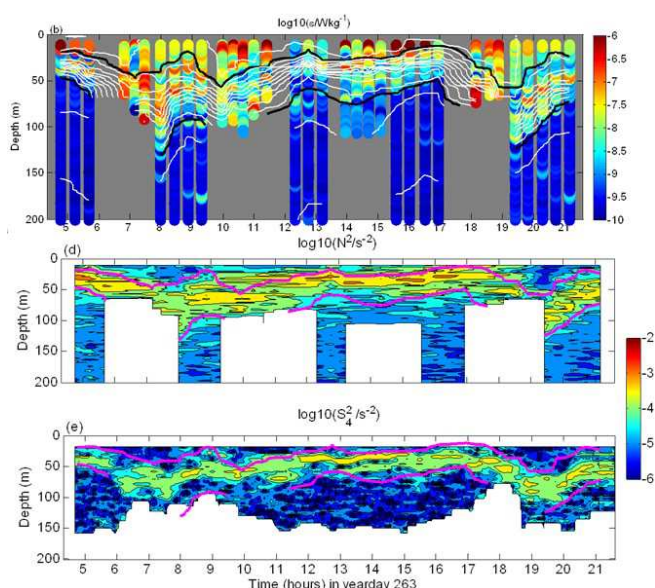 log10(ε/Wkg⁻¹)
(b)
0
50
100
150
200
Depth (m)
5 6 7 8 9 10 11 12 13 14 15 16 17 18 19 20 21
-6
-6.5
-7
-7.5
-8
-8.5
-9
-9.5
-10
log10(N²/s⁻²)
(d)
0
50
100
150
200
Depth (m)
log10(S₄²/s⁻²)
(e)
0
50
100
150
200
Depth (m)
5 6 7 8 9 10 11 12 13 14 15 16 17 18 19 20 21
Time (hours) in yearday 263
-2
-3
-4
-5
-6